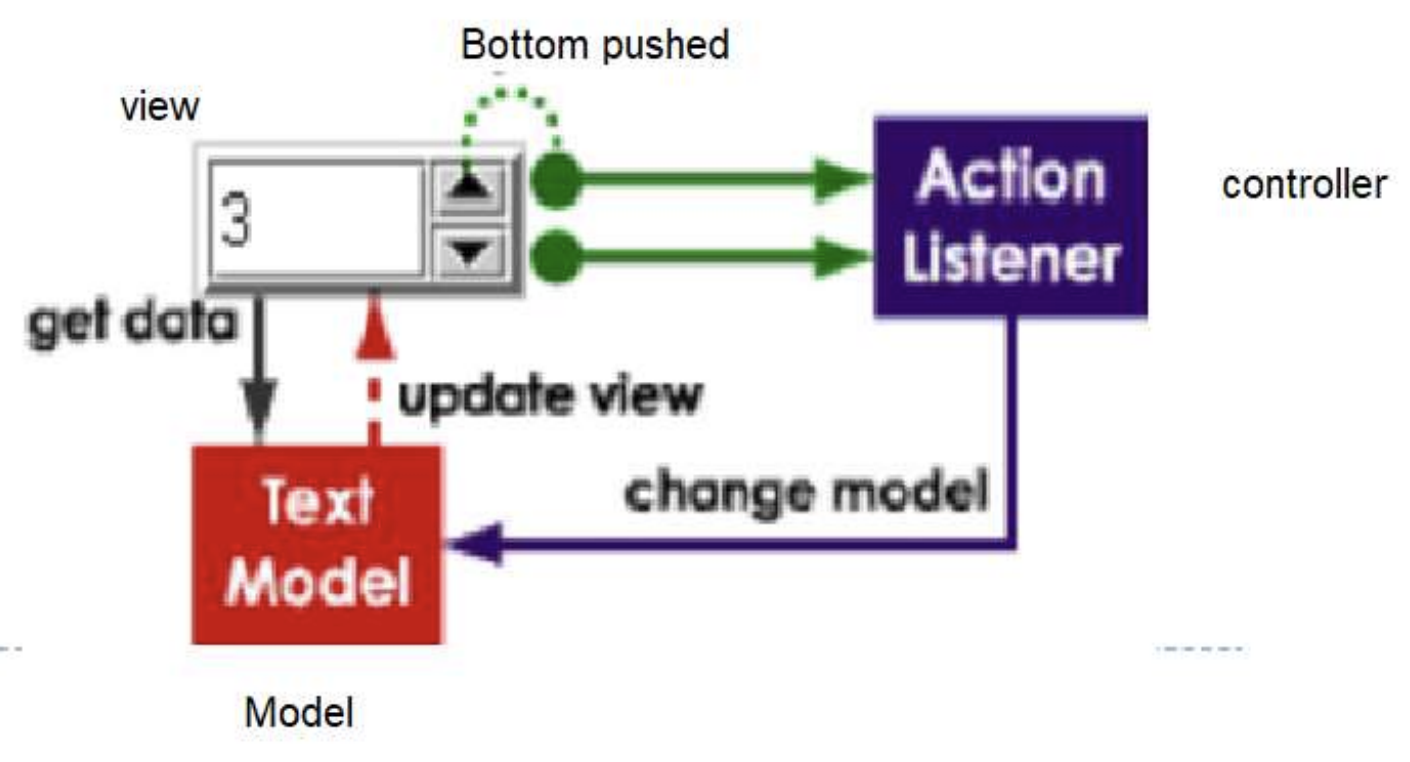 Bottom pushed
view
3
Action
Listener
controller
get data
update view
Text
Model
change model
Model